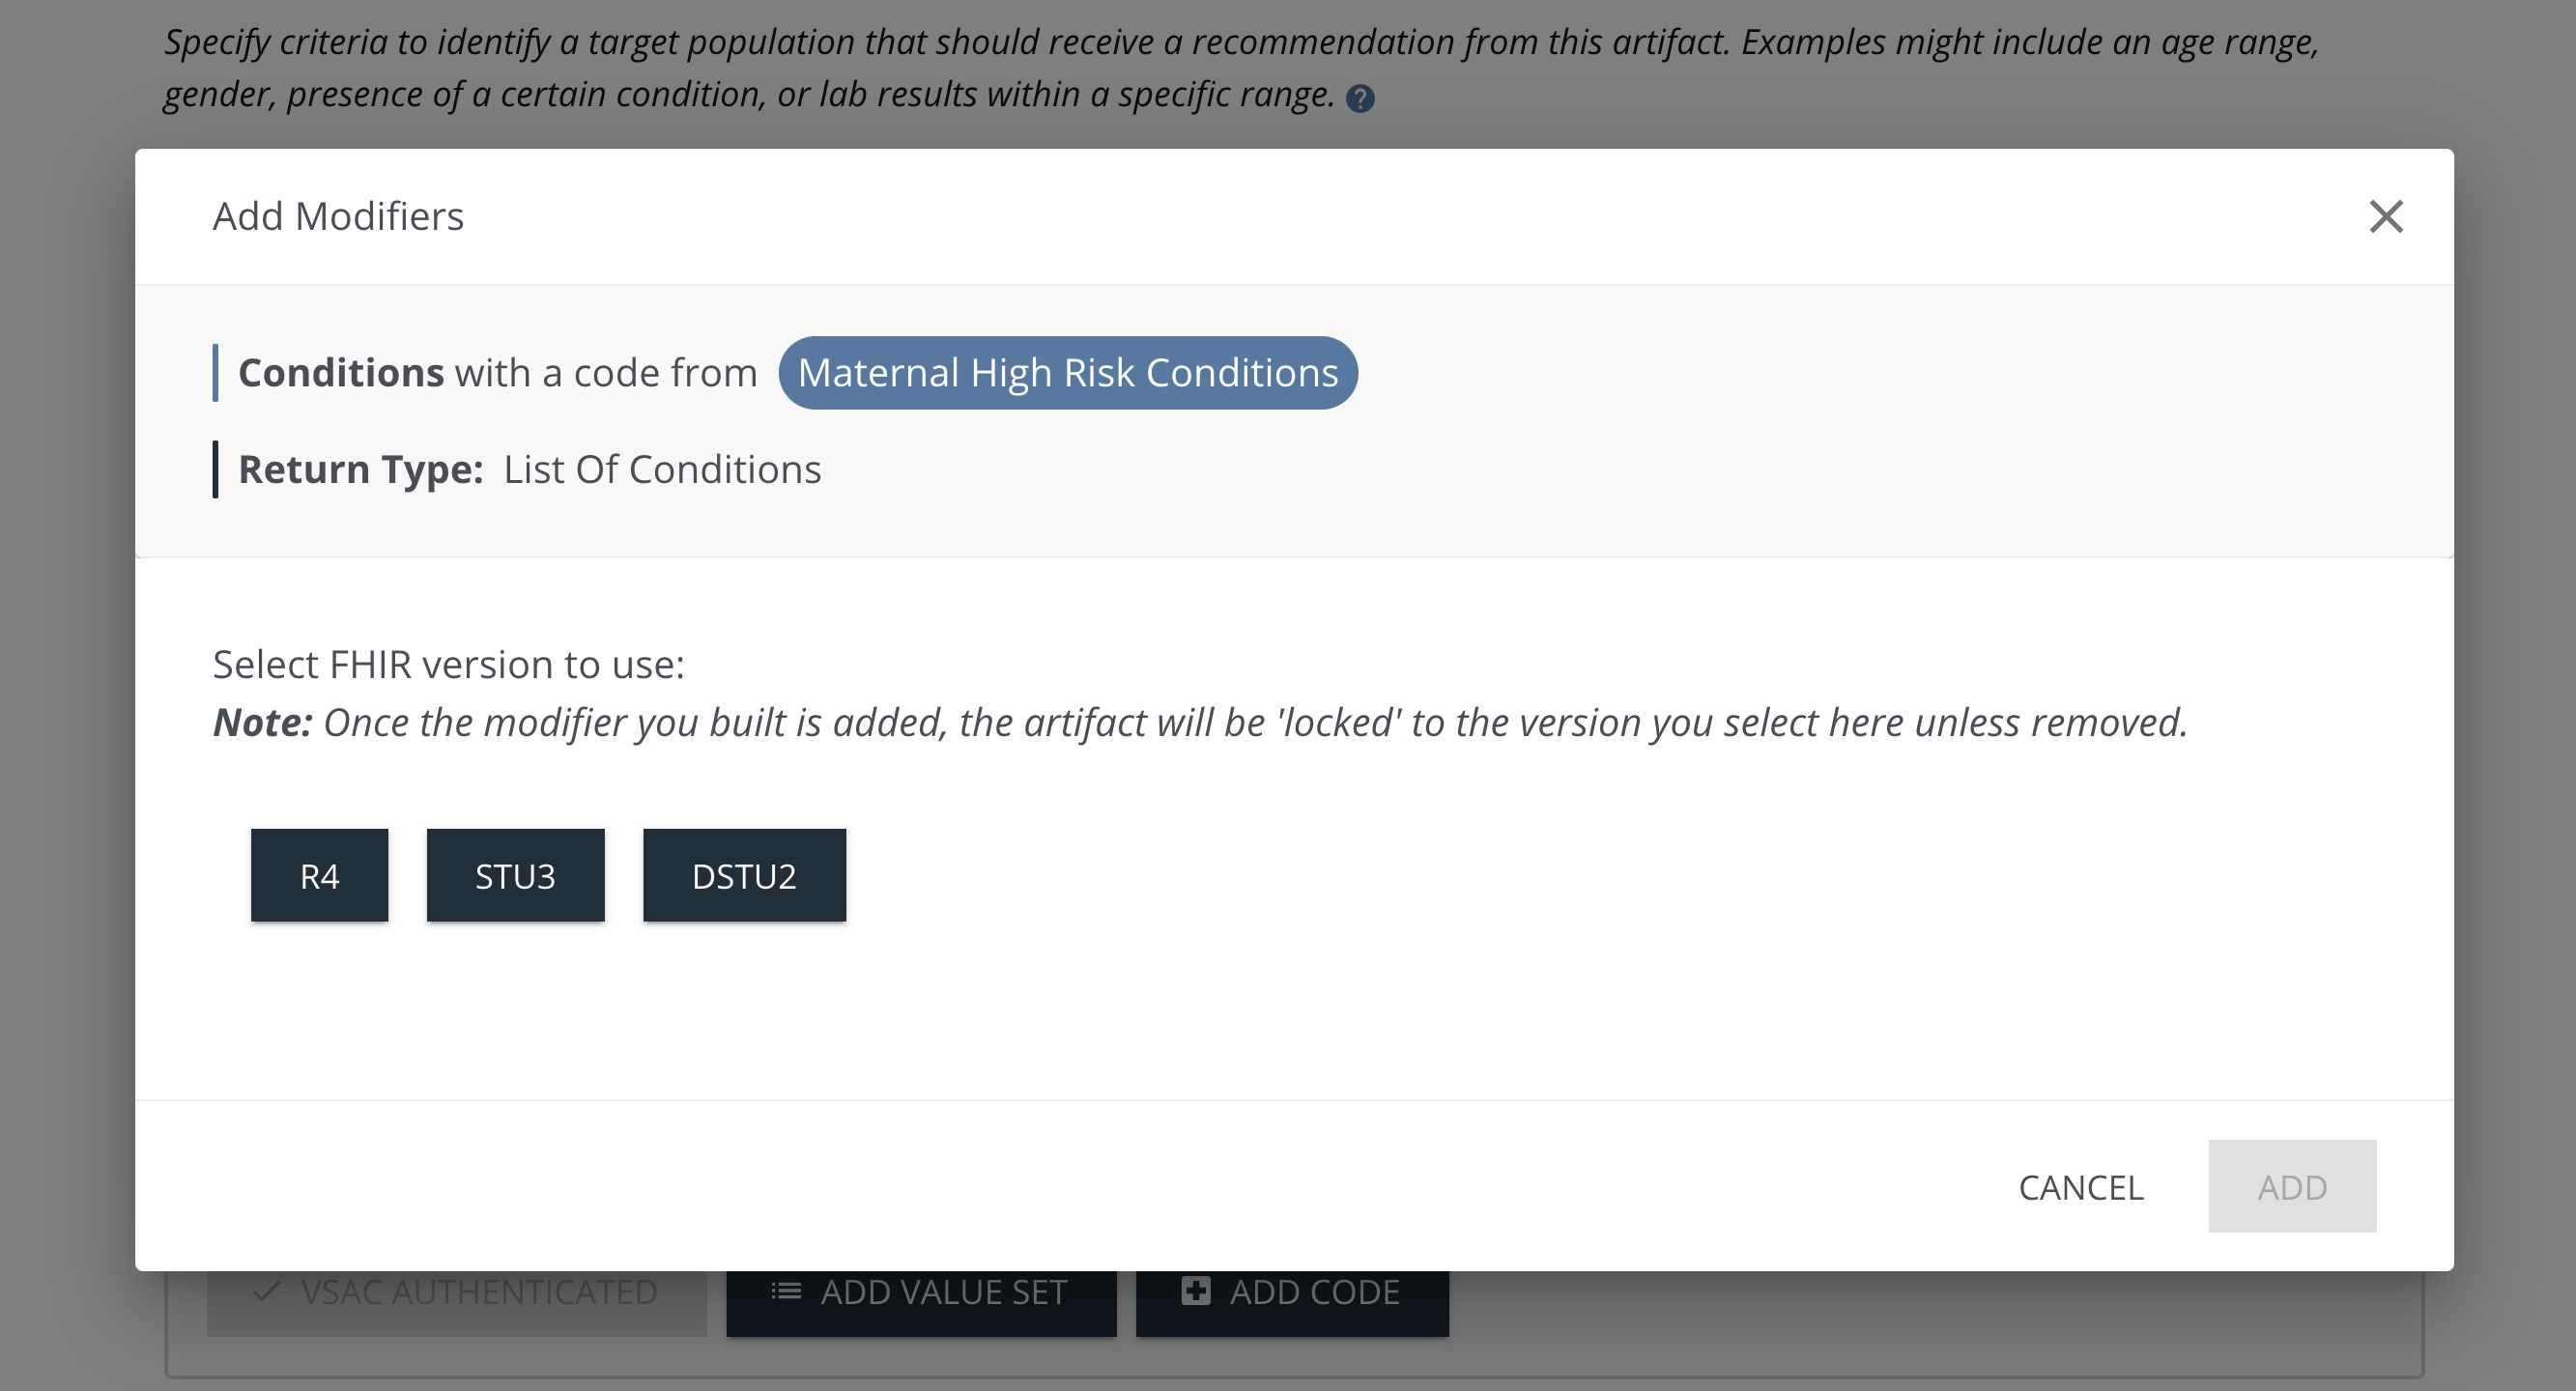 Specify criteria to identify a target population that should receive a recommendation from this artifact. Examples might include an age range,
gender, presence of a certain condition, or lab results within a specific range. ?
Add Modifiers
Conditions with a code from Maternal High Risk Conditions
Return Type: List Of Conditions
Select FHIR version to use:
Note: Once the modifier you built is added, the artifact will be 'locked' to the version you select here unless removed.
R4 STU3 DSTU2
CANCEL ADD
VSAC AUTHENTICATED ADD VALUE SET ADD CODE